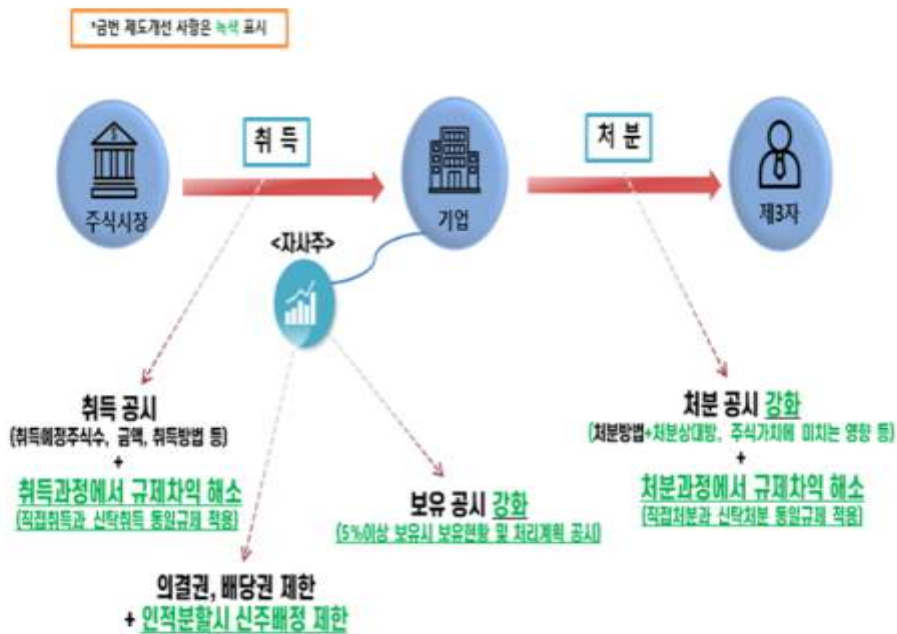 *금번 제도개선 사항은 녹색 표시
취 득
처 분
주식시장
기업
제3자
<자사주>
취득 공시
(취득예정주식수, 금액, 취득방법 등)
+
취득과정에서 규제차익 해소
(직접취득과 신탁취득 동일규제 적용)
처분 공시 강화
(처분방법+처분상대방, 주식가치에 미치는 영향 등)
+
처분과정에서 규제차익 해소
(직접처분과 신탁처분 동일규제 적용)
보유 공시 강화
(5%이상 보유시 보유현황 및 처리계획 공시)
의결권, 배당권 제한
+ 인적분할시 신주배정 제한